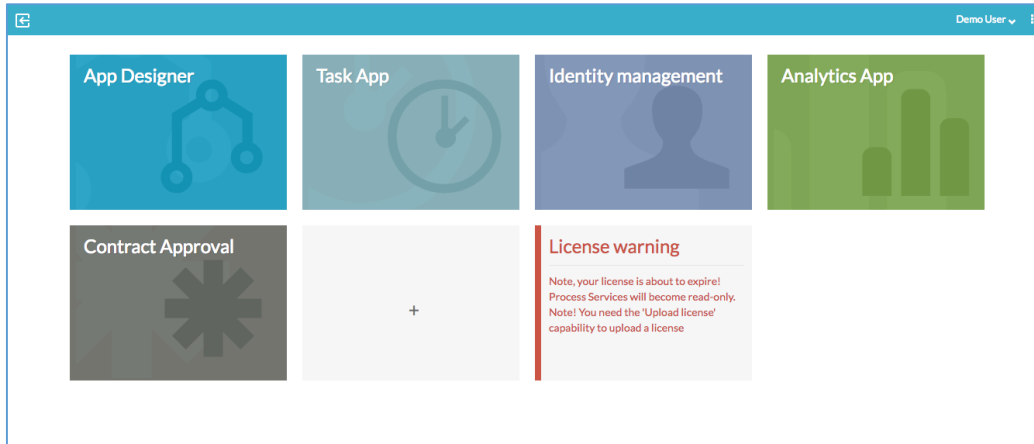 Demo User
App Designer
Task App
Identity management
Analytics App
Contract Approval
+
License warning
Note, your license is about to expire!
Process Services will become read-only.
Note! You need the 'Upload license'
capability to upload a license